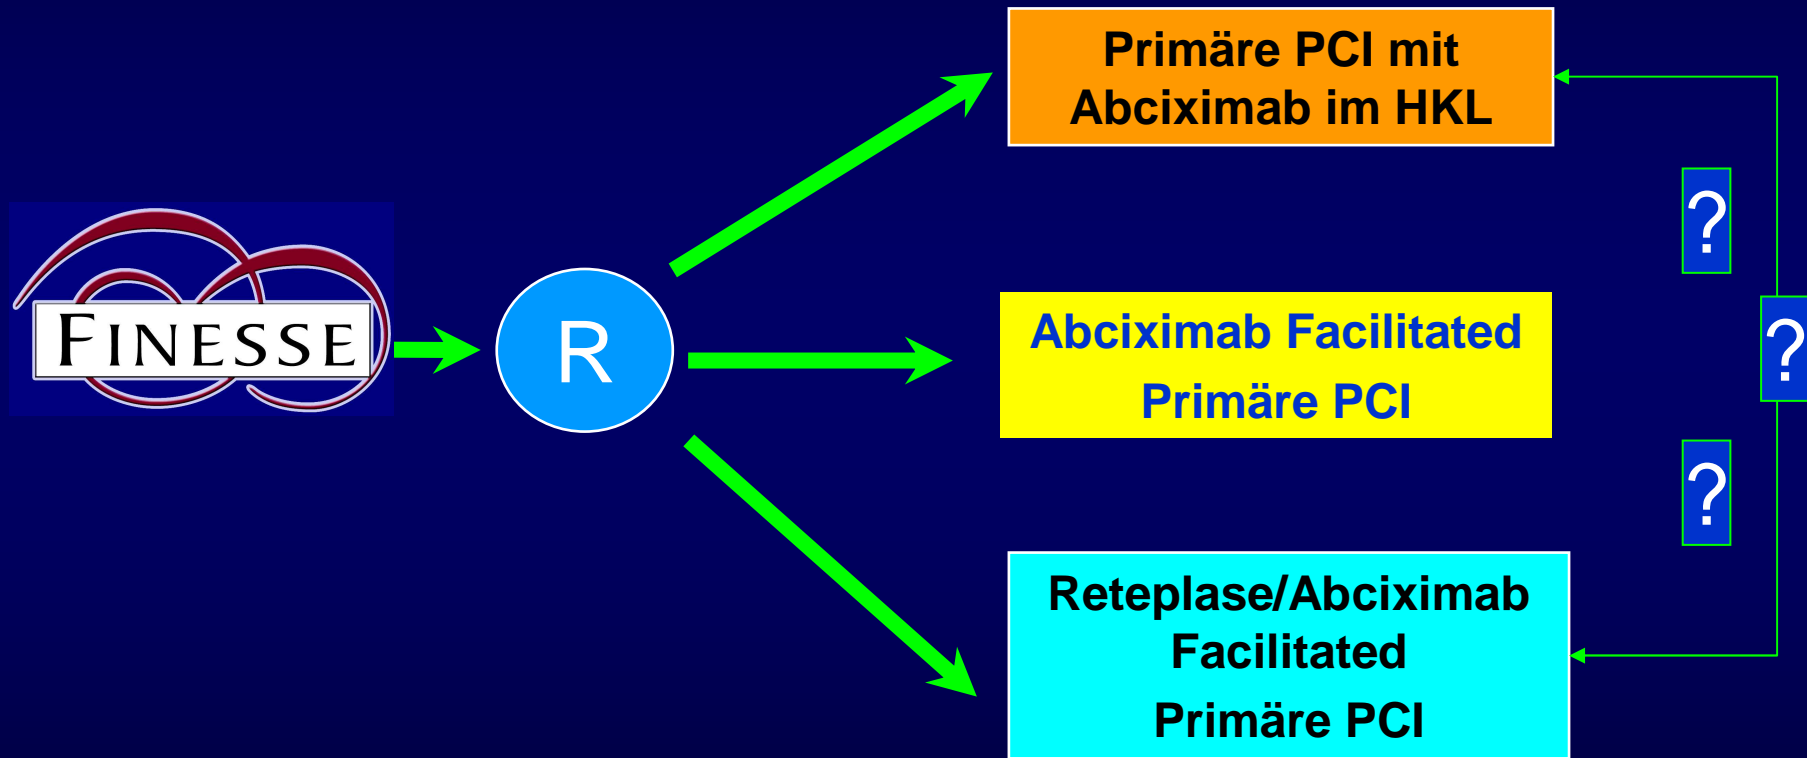 Primäre PCI mit
Abciximab im HKL
?
FINESSE
R
Abciximab Facilitated
Primäre PCI
?
?
Reteplase/Abciximab
Facilitated
Primäre PCI